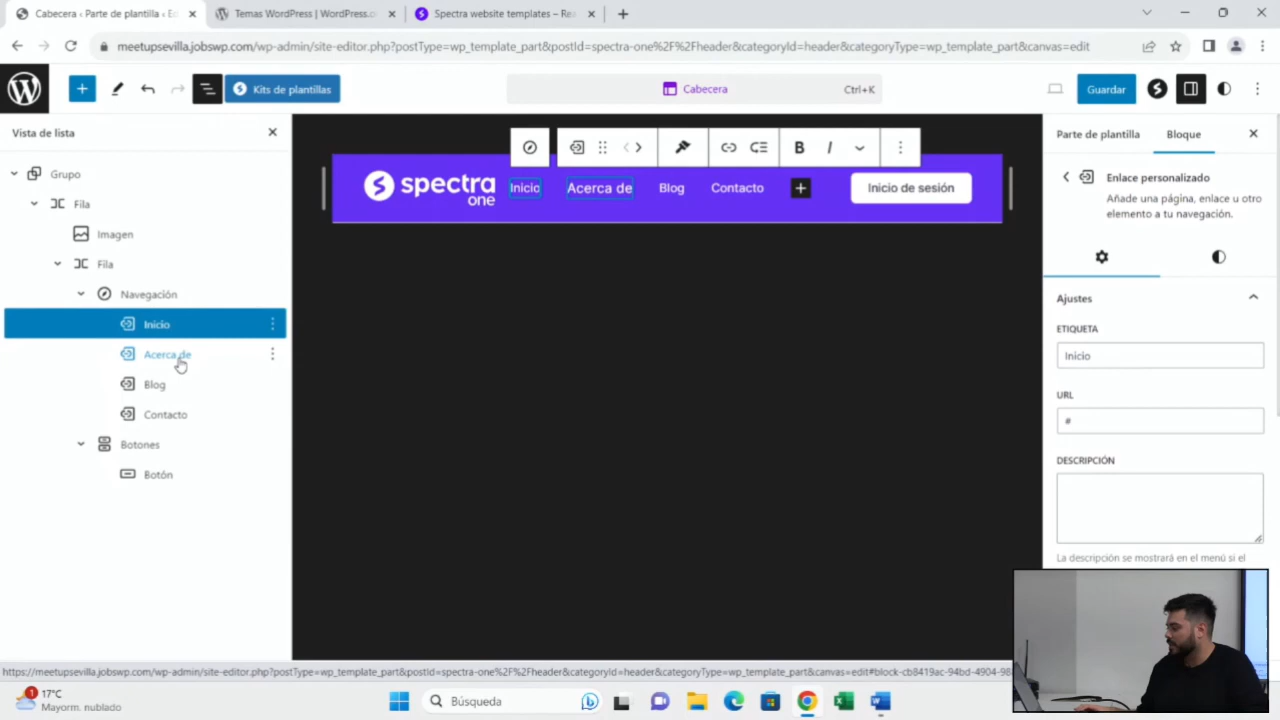 Cabecera ‹ Parte de plantilla ‹ Ed
Temas WordPress | WordPress.o
Spectra website templates – Rea
meetupsevilla.jobswp.com/wp-admin/site-editor.php?postType=wp_template_part&postId=spectra-one%2F%2Fheader&categoryId=header&categoryType=wp_template_part&canvas=edit
Kits de plantillas
Cabecera
Ctrl+K
Guardar
Vista de lista
Grupo
Fila
Imagen
Fila
Navegación
Inicio
Acerca de
Blog
Contacto
Botones
Botón
B
I
spectra
one
Inicio
Acerca de
Blog
Contacto
Inicio de sesión
Parte de plantilla
Bloque
Enlace personalizado
Añade una página, enlace u otro
elemento a tu navegación.
Ajustes
ETIQUETA
Inicio
URL
#
DESCRIPCIÓN
La descripción se mostrará en el menú si el
https://meetupsevilla.jobswp.com/wp-admin/site-editor.php?postType=wp_template_part&postId=spectra-one%2F%2Fheader&categoryId=header&categoryType=wp_template_part&canvas=edit#block-cb8419ac-94bd-4904-98
1
17°C
Mayorm. nublado
Búsqueda